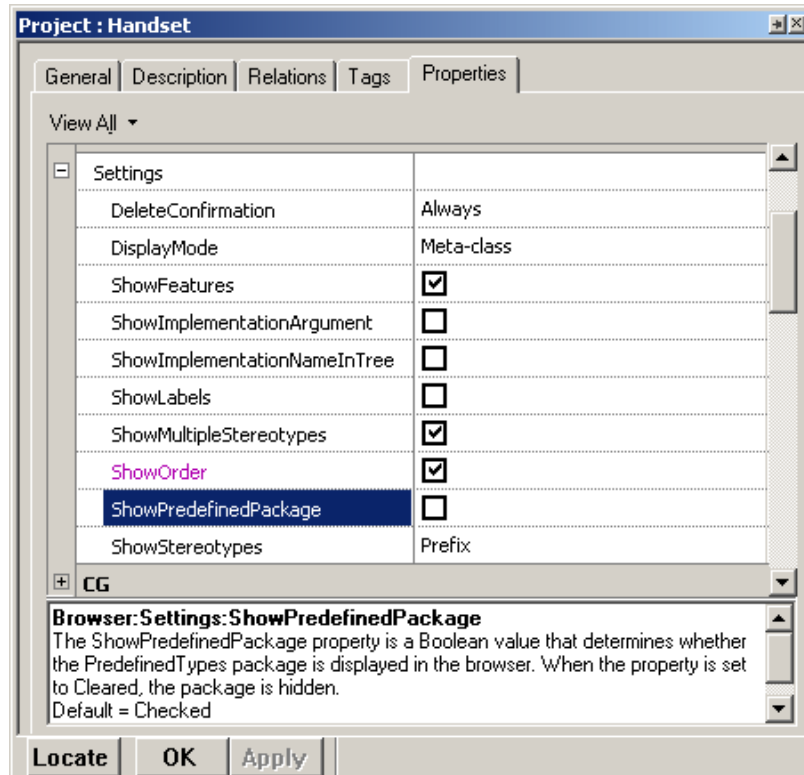 Project : Handset
General Description Relations Tags Properties
View All
Settings
DeleteConfirmation Always
DisplayMode Meta-class
ShowFeatures
ShowImplementationArgument
ShowImplementationNameInTree
ShowLabels
ShowMultipleStereotypes
ShowOrder
ShowPredefinedPackage
ShowStereotypes Prefix
CG
Browser:Settings:ShowPredefinedPackage
The ShowPredefinedPackage property is a Boolean value that determines whether
the PredefinedTypes package is displayed in the browser. When the property is set
to Cleared, the package is hidden.
Default = Checked
Locate OK Apply